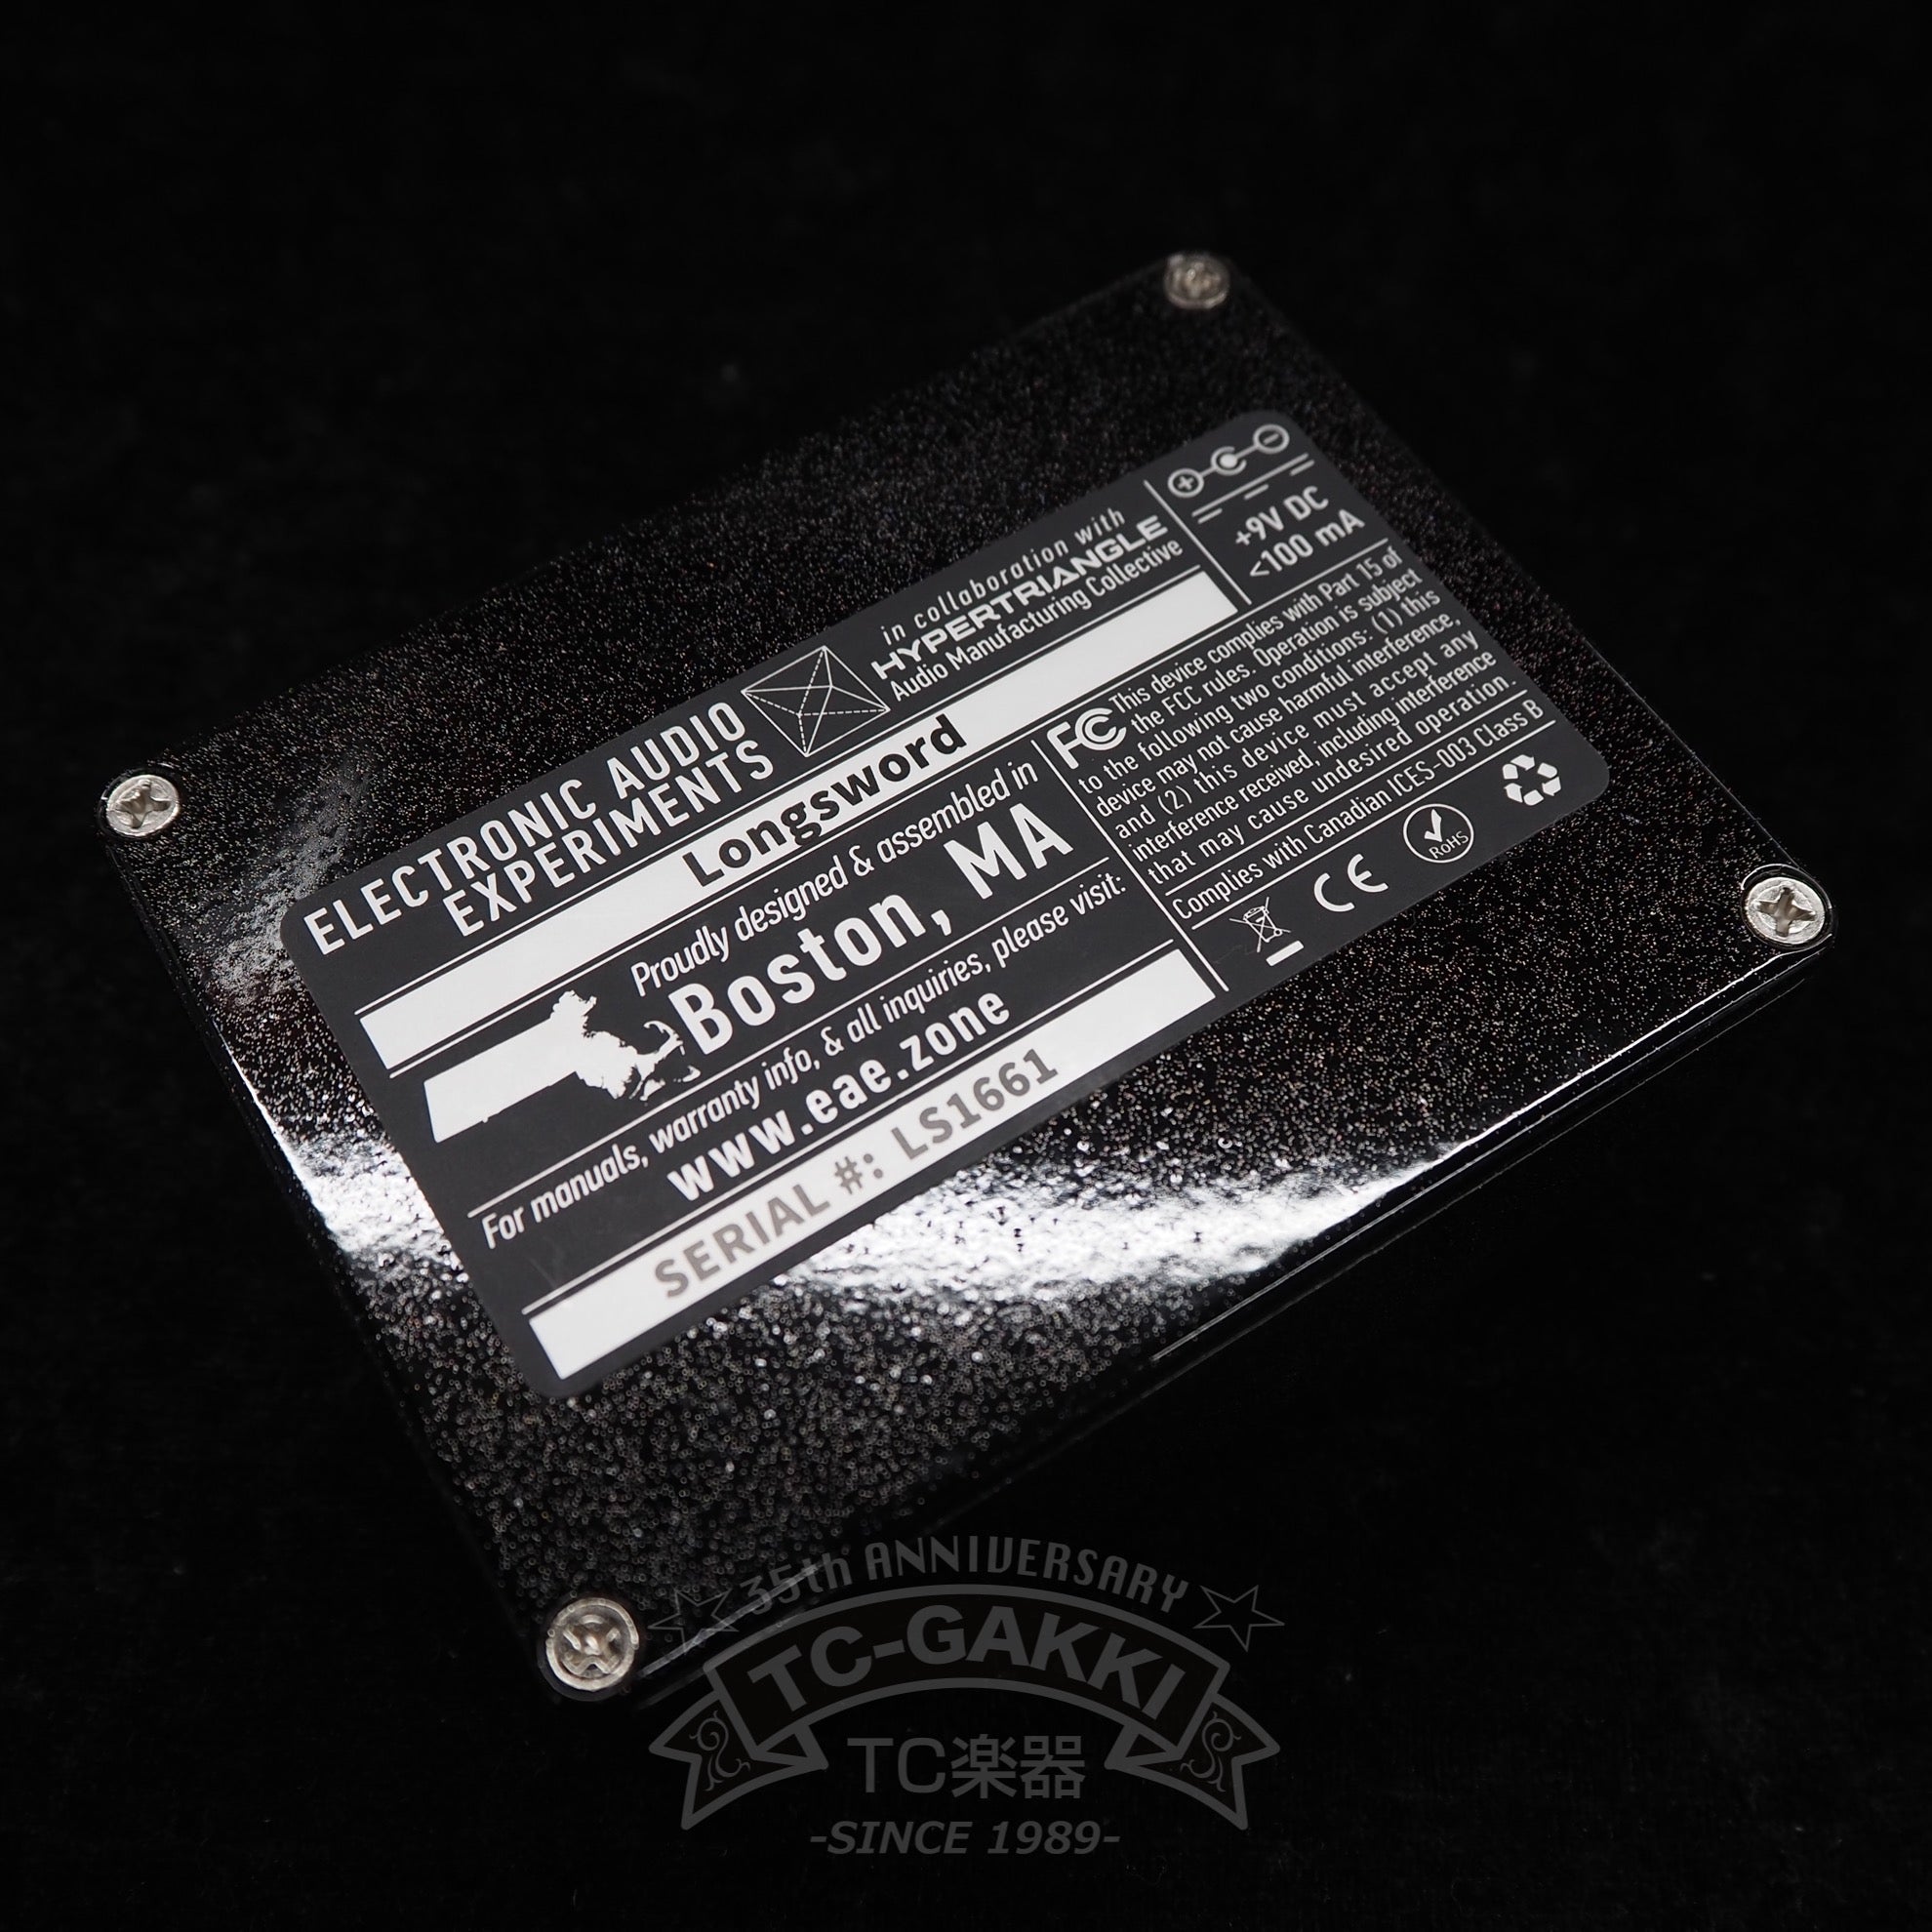 ELECTRONIC AUDIO
EXPERIMENTS
in collaboration with
HYPERTRIANGLE
Audio Manufacturing Collective
Longsword
Proudly designed & assembled in
Boston, MA
For manuals, warranty info, & all inquiries, please visit:
www.eae.zone
SERIAL #: LS1661
+ -
+9V DC
<100 mA
FC This device complies with Part 15 of
the FCC rules. Operation is subject
to the following two conditions: (1) this
device may not cause harmful interference,
and (2) this device must accept any
interference received, including interference
that may cause undesired operation.
Complies with Canadian ICES-003 Class B
CE
RoHS
35th ANNIVERSARY
TC-GAKKI
TC楽器
-SINCE 1989-